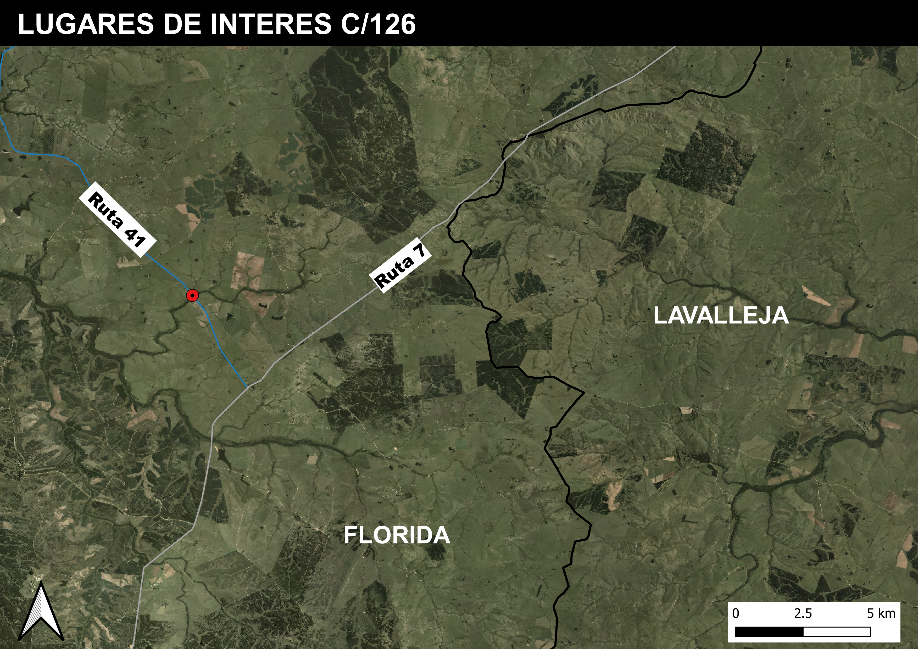 LUGARES DE INTERES C/126
Ruta 41
Ruta 7
LAVALLEJA
FLORIDA
0 2.5 5 km